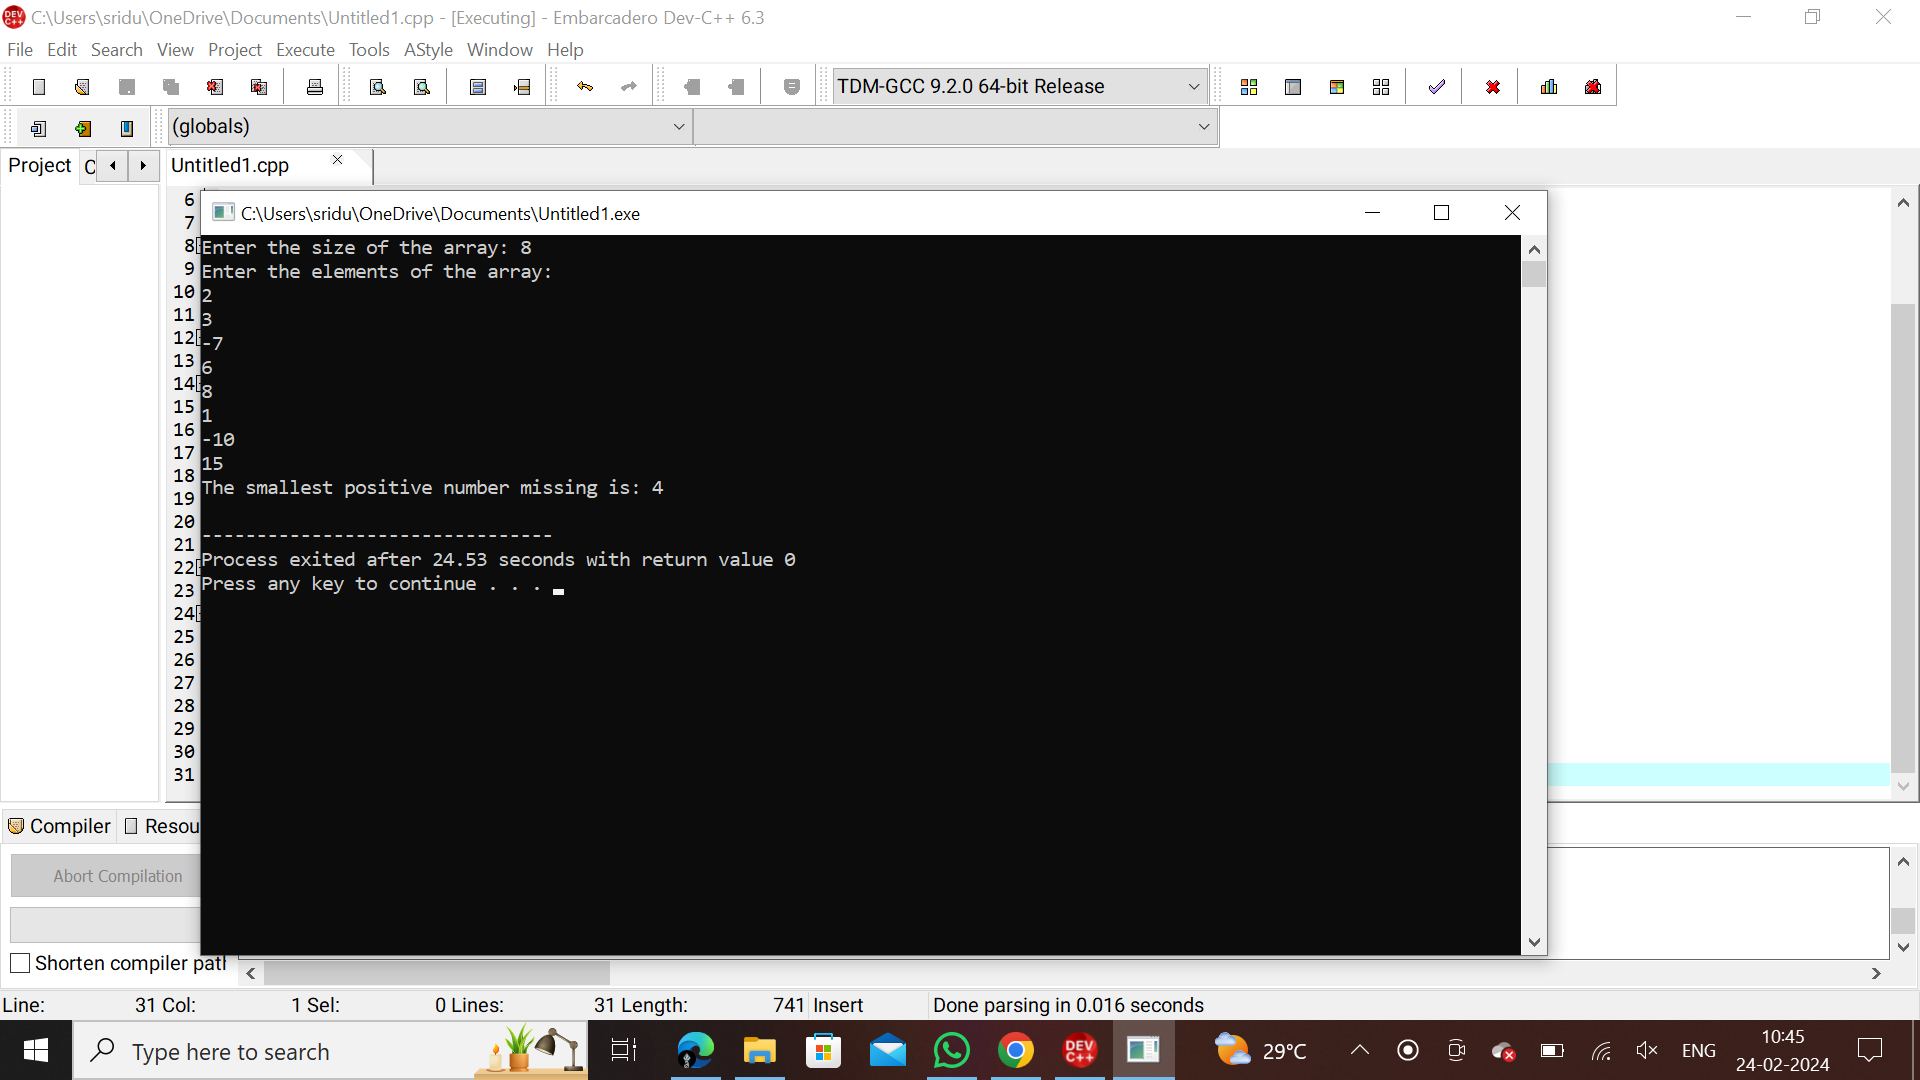 C:\Users\sridu\OneDrive\Documents\Untitled1.cpp - [Executing] - Embarcadero Dev-C++ 6.3
File Edit Search View Project Execute Tools AStyle Window Help
TDM-GCC 9.2.0 64-bit Release
(globals)
Project
Untitled1.cpp
C:\Users\sridu\OneDrive\Documents\Untitled1.exe
6
7
8
9
10
11
12
13
14
15
16
17
18
19
20
21
22
23
24
25
26
27
28
29
30
31
Enter the size of the array: 8
Enter the elements of the array:
2
3
-7
6
8
1
-10
15
The smallest positive number missing is: 4
--------------------------------
Process exited after 24.53 seconds with return value 0
Press any key to continue . . .
Compiler Resou
Abort Compilation
Shorten compiler path
Line: 31 Col: 1 Sel: 0 Lines: 31 Length: 741 Insert Done parsing in 0.016 seconds
Type here to search
DEV C++
29°C
ENG
10:45
24-02-2024